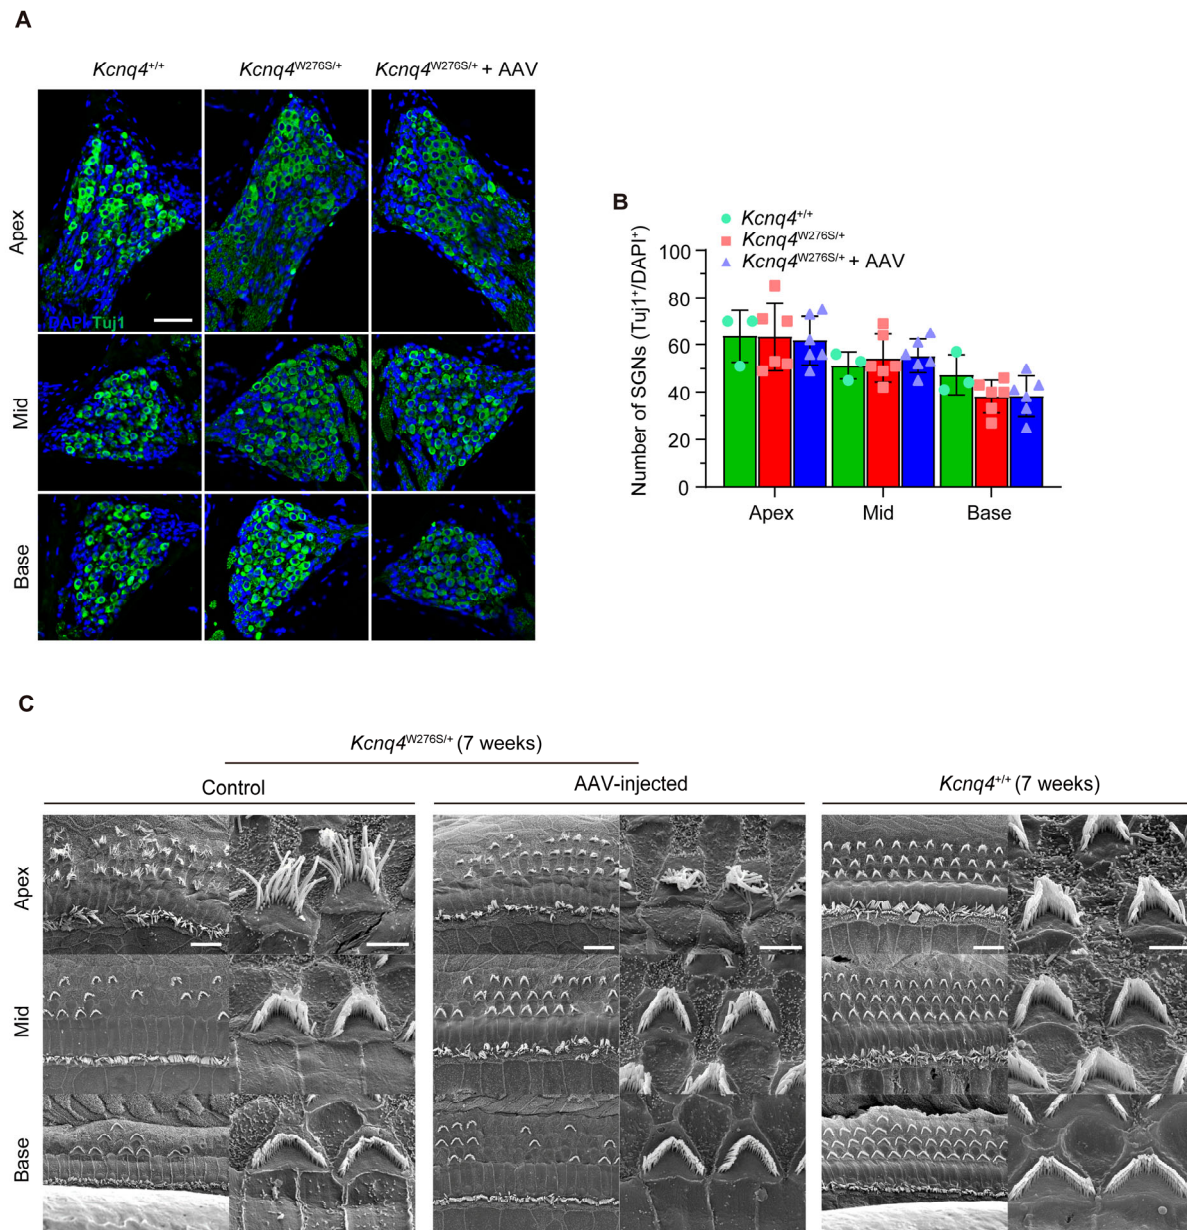 A
Kcnq4+/+
Kcnq4W276S/+
Kcnq4W276S/+ + AAV
Apex
DAPI Tuj1
Mid
Base
B
Kcnq4+/+
Kcnq4W276S/+
Kcnq4W276S/+ + AAV
Number of SGNs (Tuj1+/DAPI+)
100
80
60
40
20
0
Apex
Mid
Base
C
Kcnq4W276S/+ (7 weeks)
Control
AAV-injected
Kcnq4+/+ (7 weeks)
Apex
Mid
Base